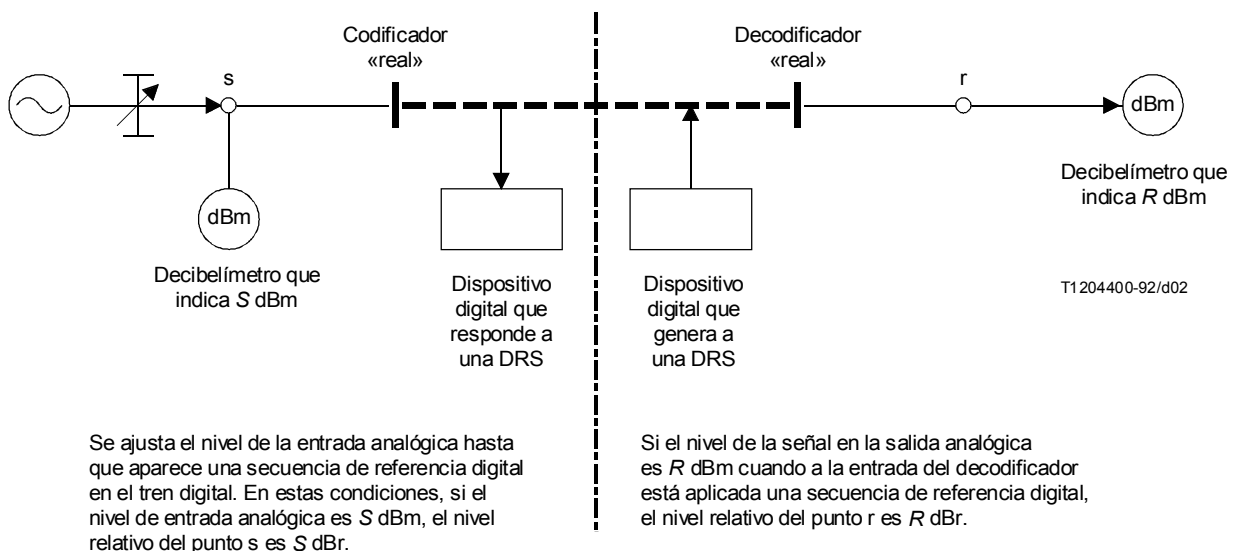 Codificador
«real»
Decodificador
«real»
s
r
dBm
dBm
Decibelímetro que
indica S dBm
Decibelímetro que
indica R dBm
Dispositivo
digital que
responde a
una DRS
Dispositivo
digital que
genera a
una DRS
T1204400-92/d02
Se ajusta el nivel de la entrada analógica hasta
que aparece una secuencia de referencia digital
en el tren digital. En estas condiciones, si el
nivel de entrada analógica es S dBm, el nivel
relativo del punto s es S dBr.
Si el nivel de la señal en la salida analógica
es R dBm cuando a la entrada del decodificador
está aplicada una secuencia de referencia digital,
el nivel relativo del punto r es R dBr.